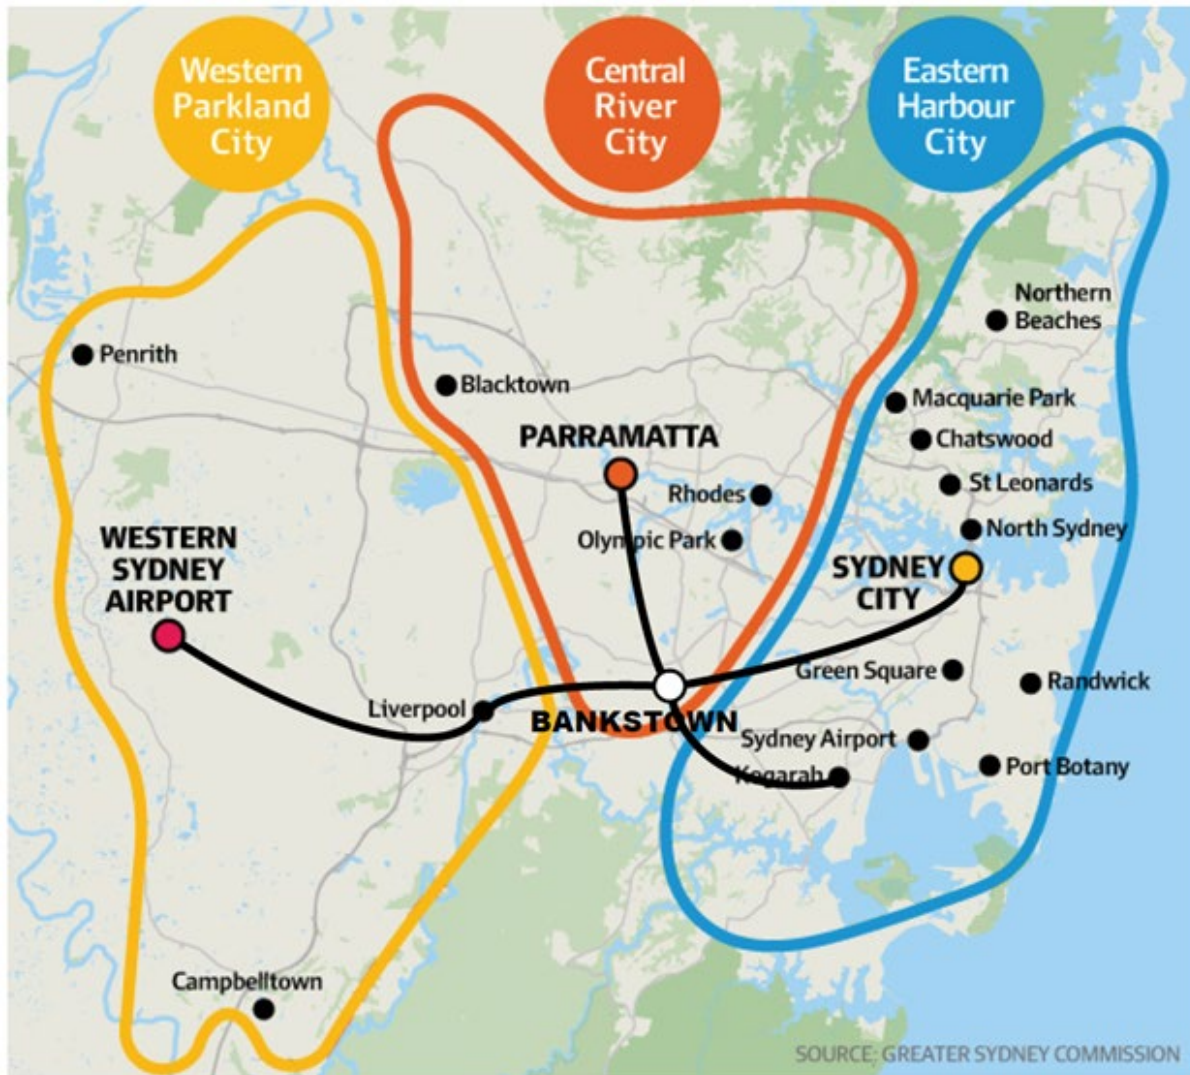 Western
Parkland
City
Central
River
City
Eastern
Harbour
City
Northern
Beaches
Penrith
Blacktown
Macquarie Park
PARRAMATTA
Chatswood
Rhodes
St Leonards
Olympic Park
North Sydney
WESTERN
SYDNEY
AIRPORT
SYDNEY
CITY
Green Square
Randwick
Liverpool
BANKSTOWN
Sydney Airport
Port Botany
Kogarah
Campbelltown
SOURCE: GREATER SYDNEY COMMISSION